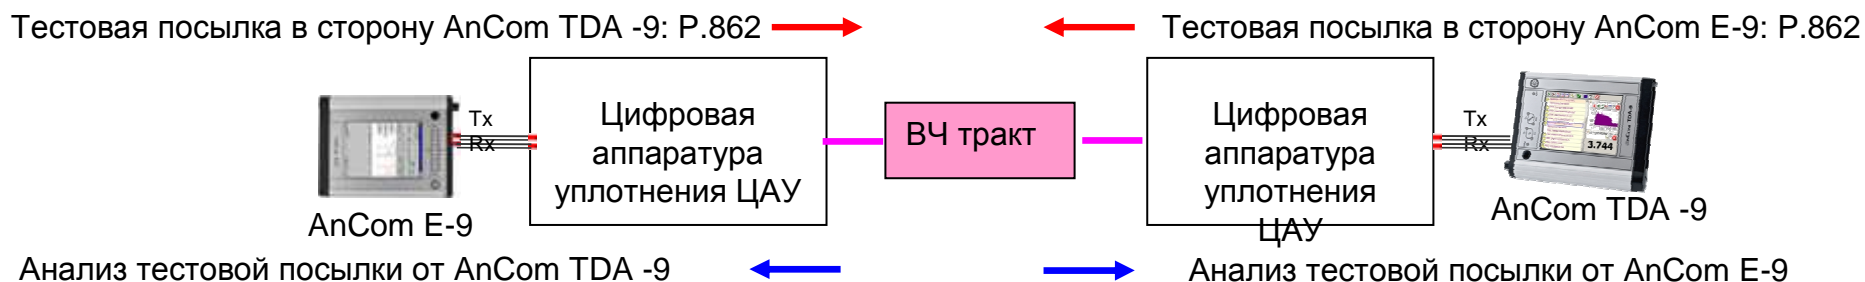 Тестовая посылка в сторону AnCom TDA -9: P.862
Тестовая посылка в сторону AnCom E-9: P.862
Tx
Rx
Цифровая
аппаратура
уплотнения ЦАУ
ВЧ тракт
Цифровая
аппаратура
уплотнения
ЦАУ
Tx
Rx
3.744
AnCom E-9
AnCom TDA -9
Анализ тестовой посылки от AnCom TDA -9
Анализ тестовой посылки от AnCom E-9